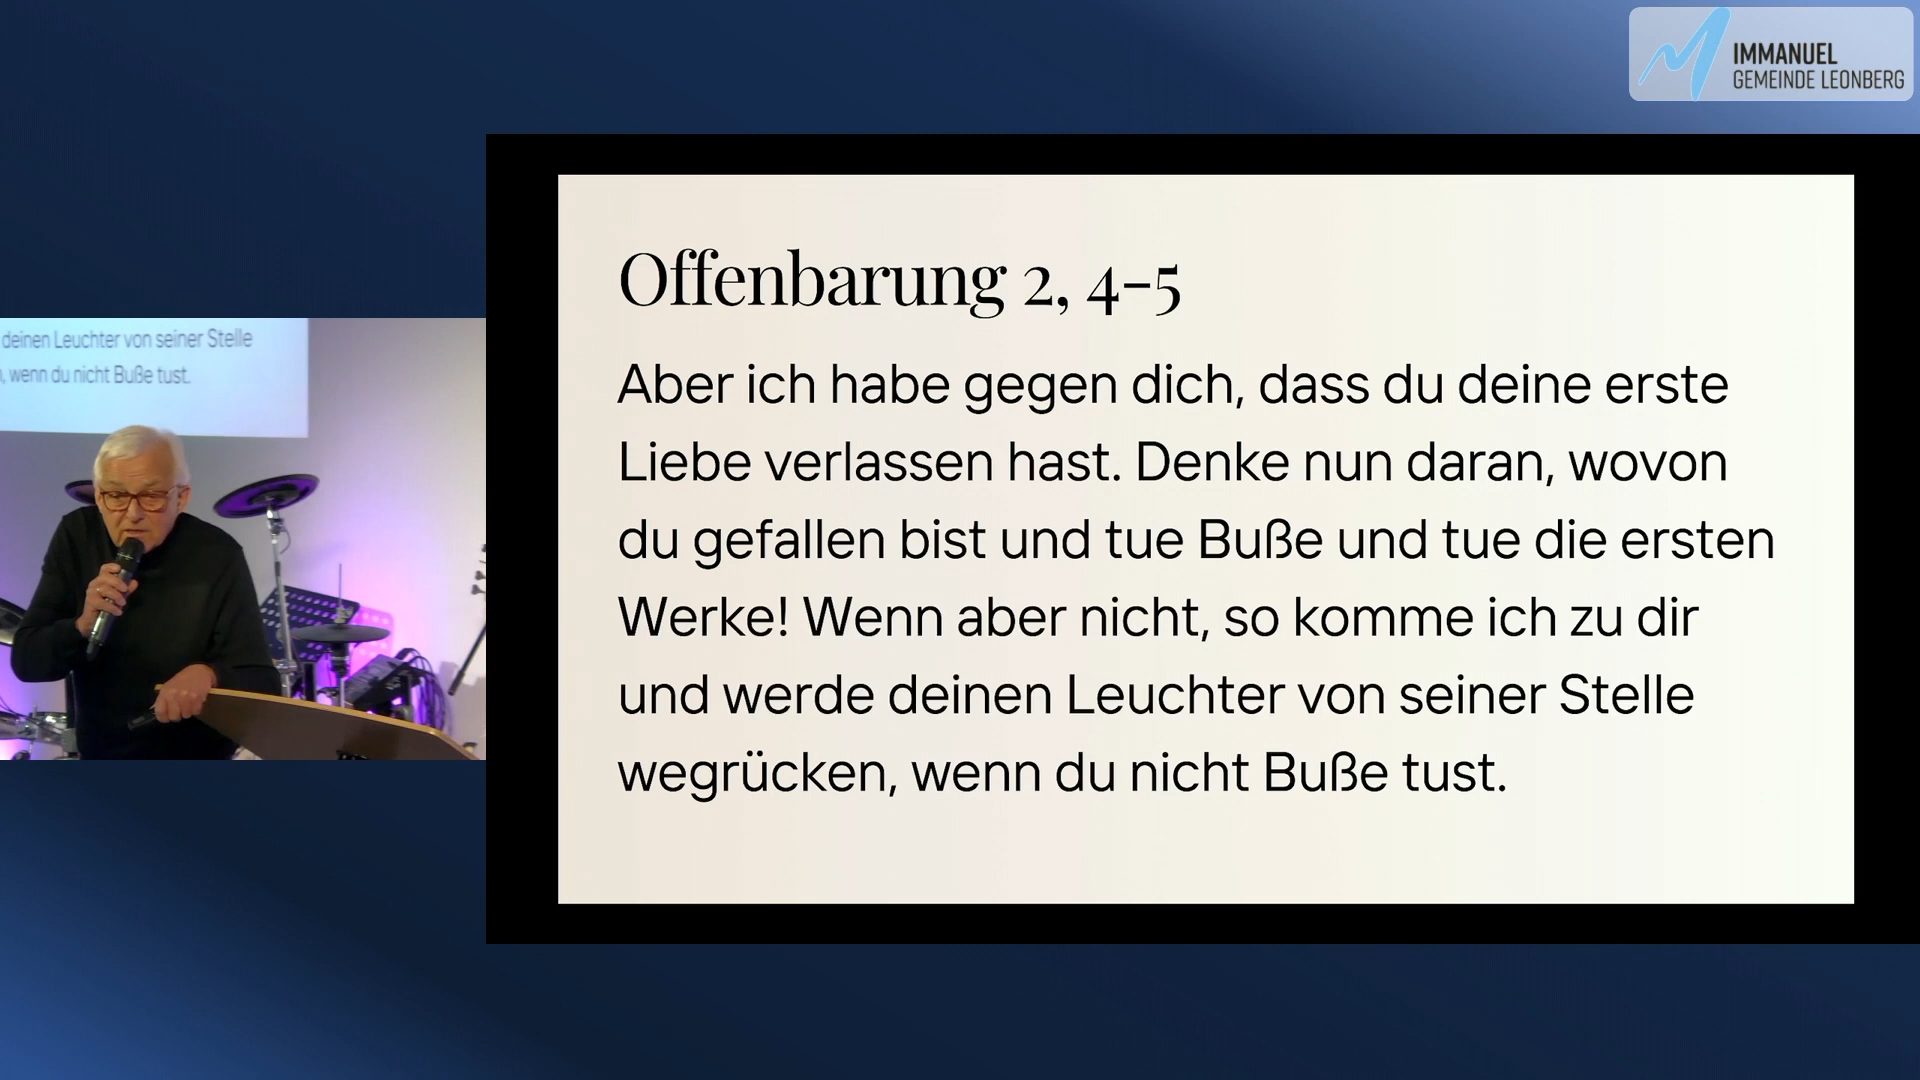 IMMANUEL
GEMEINDE LEONBERG
Offenbarung 2, 4-5
Aber ich habe gegen dich, dass du deine erste
Liebe verlassen hast. Denke nun daran, wovon
du gefallen bist und tue Buße und tue die ersten
Werke! Wenn aber nicht, so komme ich zu dir
und werde deinen Leuchter von seiner Stelle
wegrücken, wenn du nicht Buße tust.
deinen Leuchter von seiner Stelle
, wenn du nicht Buße tust.